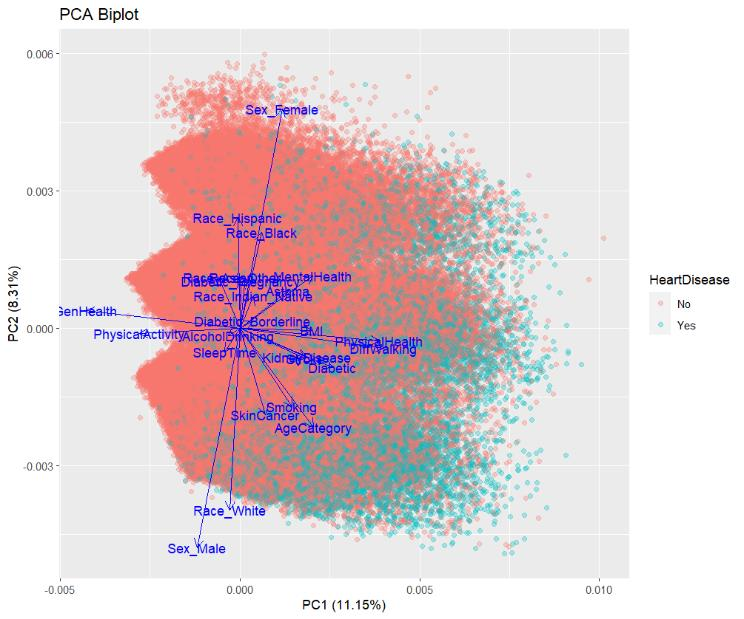 PCA Biplot
0.006
Sex_Female
0.003
Race_Hispanic
Race_Black
MentalHealth
Asthma
Race_Indian_Native
HeartDisease
No
GenHealth
Diabetic_Borderline
Yes
0.000
PhysicalActivity
AlcoholDrinking
BMI
PhysicalHealth
DiffWalking
SleepTime
KidneyDisease
Diabetic
Smoking
SkinCancer
AgeCategory
-0.003
Race_White
Sex_Male
-0.005
0.000
0.005
0.010
PC1 (11.15%)
PC2 (8.31%)